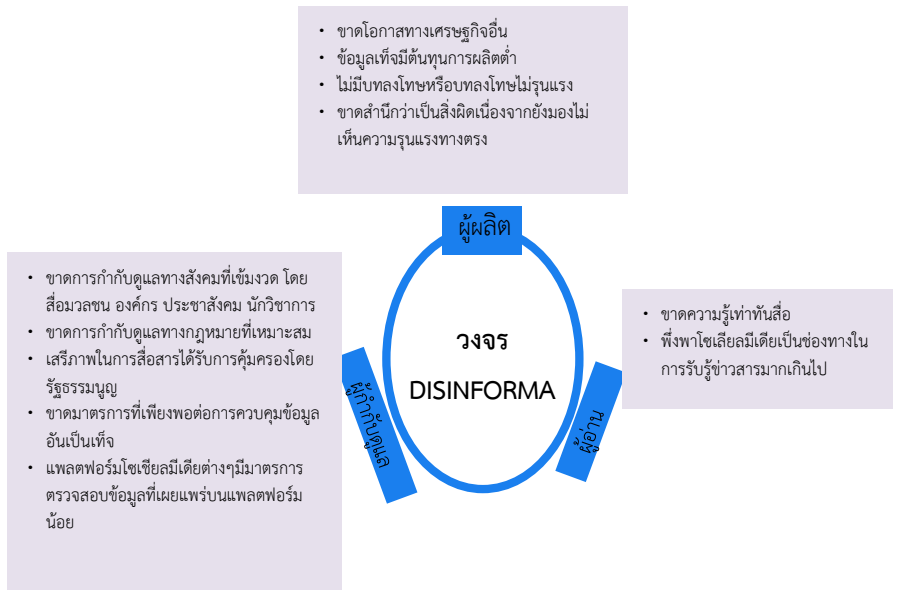 • ขาดโอกาสทางเศรษฐกิจอื่น
• ข้อมูลเท็จมีต้นทุนการผลิตต่ำ
• ไม่มีบทลงโทษหรือบทลงโทษไม่รุนแรง
• ขาดสำนึกว่าเป็นสิ่งผิดเนื่องจากยังมองไม่
เห็นความรุนแรงทางตรง
ผู้ผลิต
• ขาดการกำกับดูแลทางสังคมที่เข้มงวด โดย
สื่อมวลชน องค์กร ประชาสังคม นักวิชาการ
• ขาดการกำกับดูแลทางกฎหมายที่เหมาะสม
• เสรีภาพในการสื่อสารได้รับการคุ้มครองโดย
รัฐธรรมนูญ
• ขาดมาตรการที่เพียงพอต่อการควบคุมข้อมูล
อันเป็นเท็จ
• แพลตฟอร์มโซเชียลมีเดียต่างๆมีมาตรการ
ตรวจสอบข้อมูลที่เผยแพร่บนแพลตฟอร์ม
น้อย
ผู้กำกับดูแล
วงจร
DISINFORMA
ผู้อ่าน
• ขาดความรู้เท่าทันสื่อ
• พึ่งพาโซเลียลมีเดียเป็นช่องทางใน
การรับรู้ข่าวสารมากเกินไป